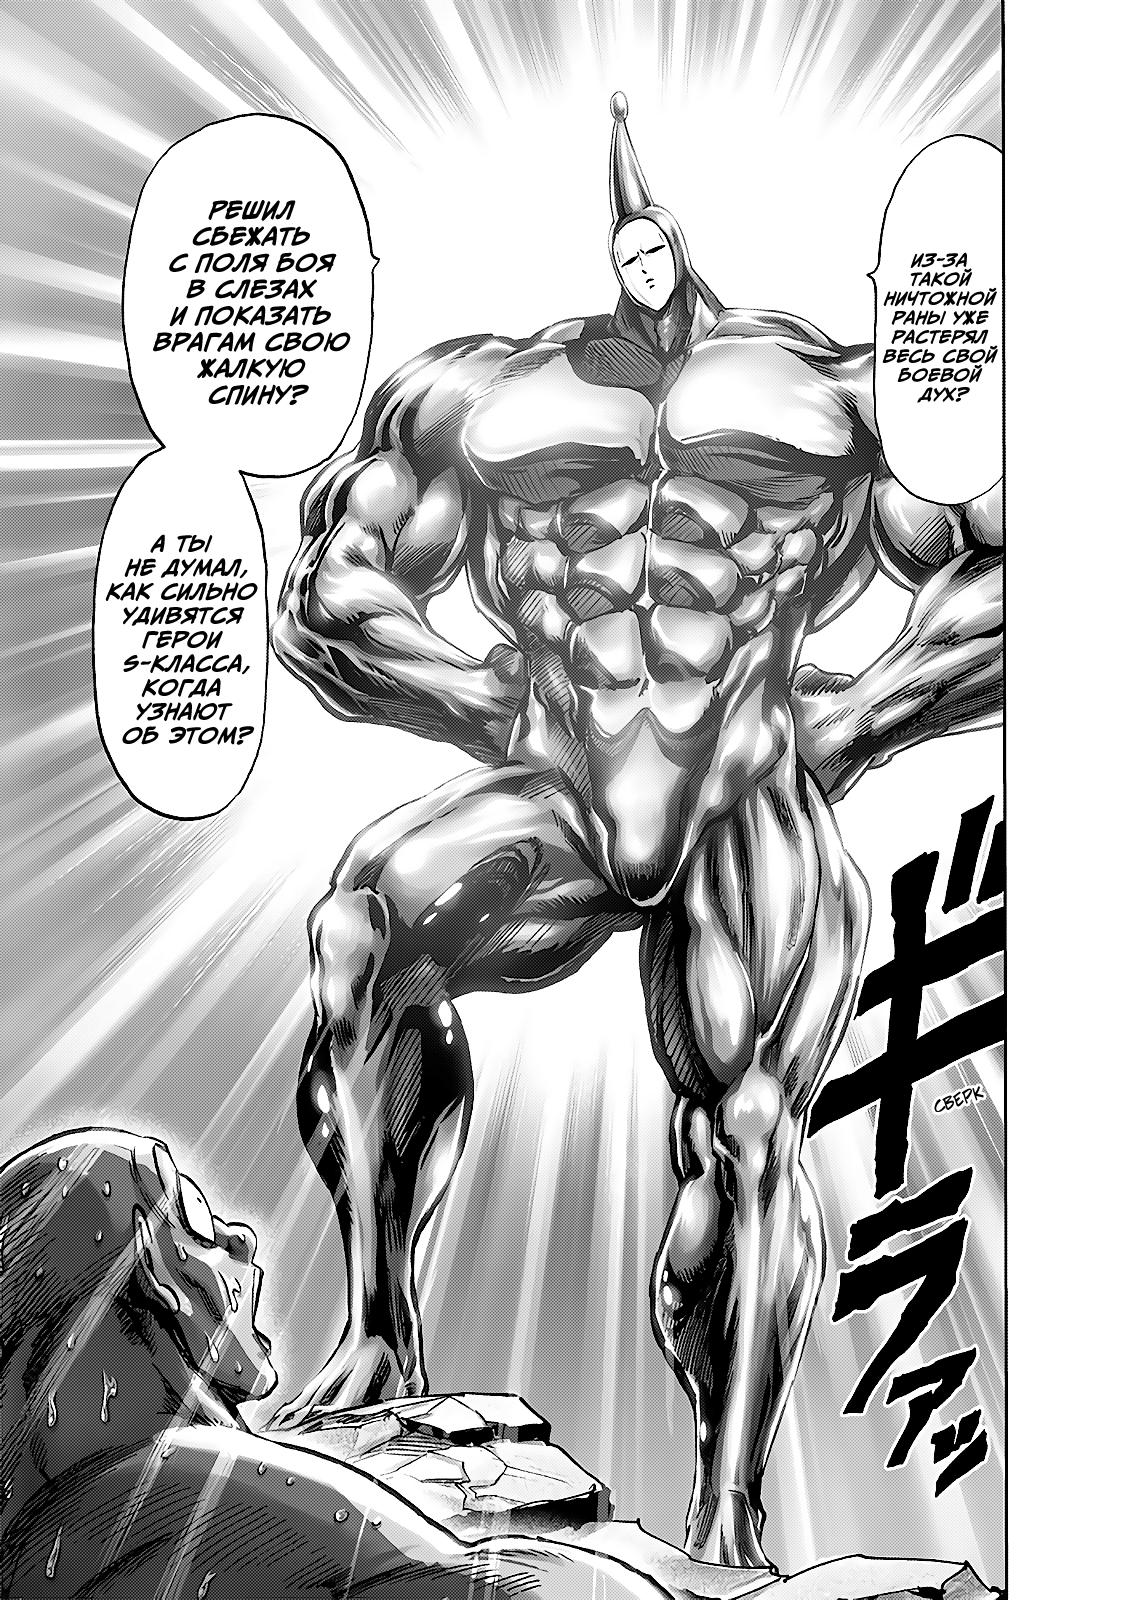 ИЗ-ЗА
ТАКОЙ
НИЧТОЖНОЙ
РАНЫ УЖЕ
РАСТЕРЯЛ
ВЕСЬ СВОЙ
БОЕВОЙ
ДУХ?
РЕШИЛ
СБЕЖАТЬ
С ПОЛЯ БОЯ
В СЛЕЗАХ
И ПОКАЗАТЬ
ВРАГАМ СВОЮ
ЖАЛКУЮ
СПИНУ?
А ТЫ
НЕ ДУМАЛ,
КАК СИЛЬНО
УДИВЯТСЯ
ГЕРОИ
S-КЛАССА,
КОГДА
УЗНАЮТ
ОБ ЭТОМ?
ギラァッ
СВЕРК